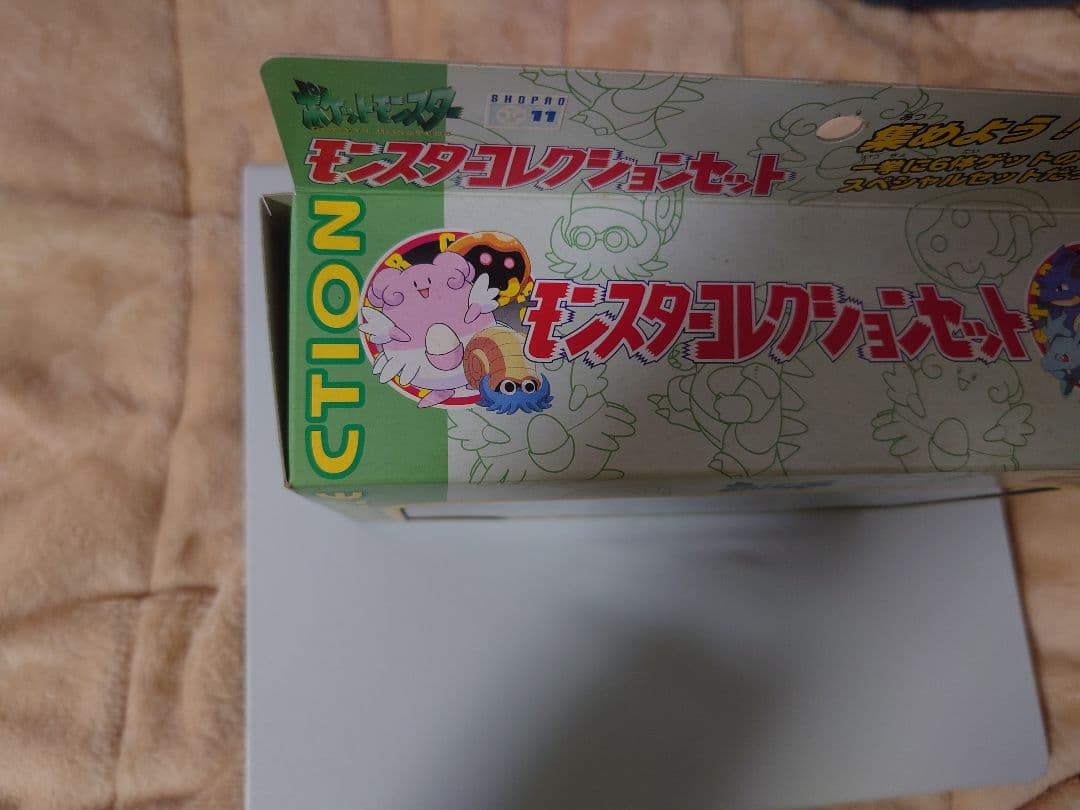 ポケットモンスター
SHOPRO
11
モンスターコレクションセット
集めよう!
一挙に6体ゲットの
スペシャルセットだ
CTION
モンスターコレクションセット